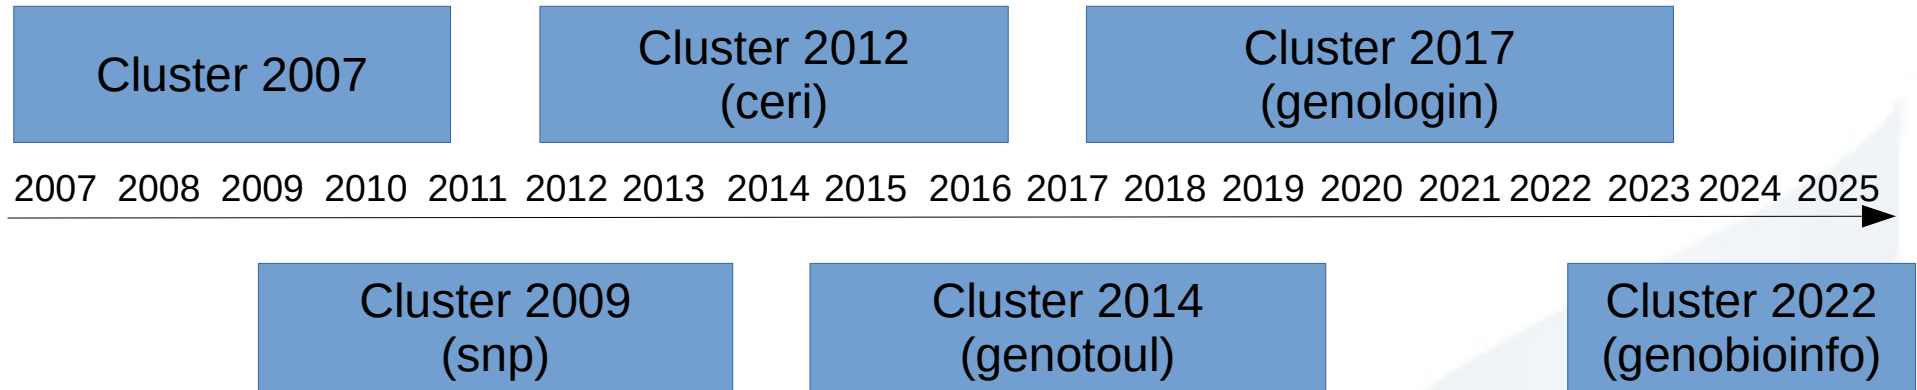 Cluster 2007
Cluster 2012
(ceri)
Cluster 2017
(genologin)
2007 2008 2009 2010 2011 2012 2013 2014 2015 2016 2017 2018 2019 2020 2021 2022 2023 2024 2025
Cluster 2009
(snp)
Cluster 2014
(genotoul)
Cluster 2022
(genobioinfo)